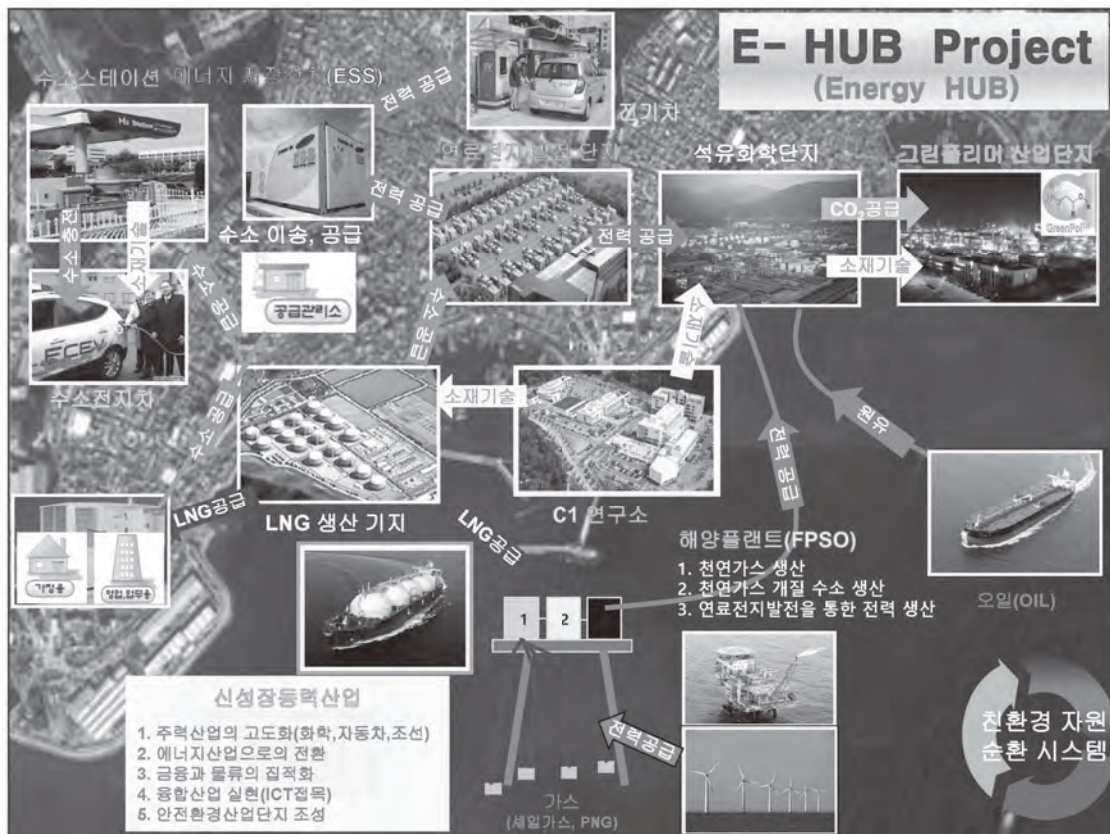 E- HUB Project
(Energy HUB)
수소스테이션 에너지 저장장치(ESS)
전력 공급
전기차
연료전지 발전 단지
석유화학단지
그린폴리머 산업단지
전력 공급
H₂ Station
수소 이송, 공급
전력 공급
CO₂공급
GreenPol
소재기술
수소 충전
소재기술
수소 공급
공급관리소
수소 공급
소재기술
FCEV
수소전지차
소재기술
원유
전력 공급
LNG공급
LNG 생산 기지
LNG공급
C1 연구소
가정용
해양플랜트(FPSO)
1. 천연가스 생산
2. 천연가스 개질 수소 생산
3. 연료전지발전을 통한 전력 생산
오일(OIL)
1
2
신성장동력산업
1. 주력산업의 고도화(화학,자동차,조선)
2. 에너지산업으로의 전환
3. 금융과 물류의 집적화
4. 융합산업 실현(ICT접목)
5. 안전환경산업단지 조성
전력공급
가스
(셰일가스, PNG)
친환경 자원
순환 시스템